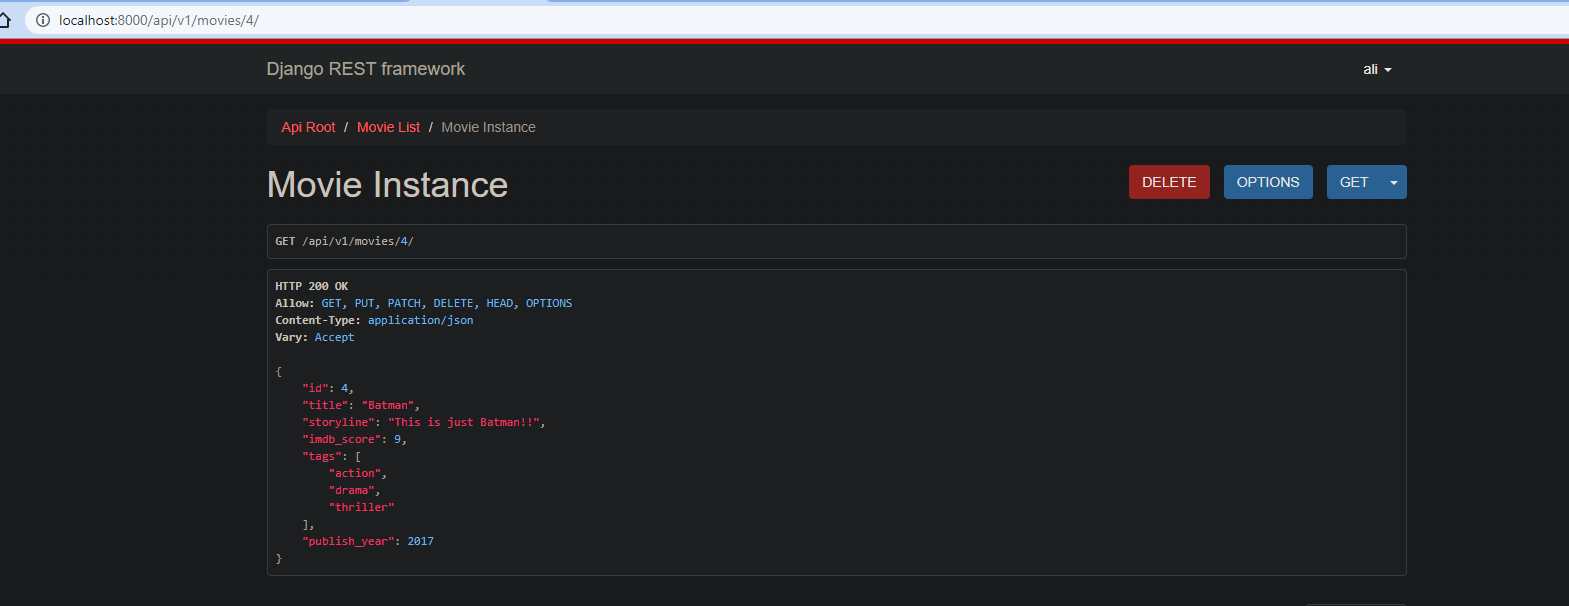 localhost:8000/api/v1/movies/4/
Django REST framework
ali
Api Root / Movie List / Movie Instance
Movie Instance
DELETE OPTIONS GET
GET /api/v1/movies/4/
HTTP 200 OK
Allow: GET, PUT, PATCH, DELETE, HEAD, OPTIONS
Content-Type: application/json
Vary: Accept
{
"id": 4,
"title": "Batman",
"storyline": "This is just Batman!!",
"imdb_score": 9,
"tags": [
"action",
"drama",
"thriller"
],
"publish_year": 2017
}